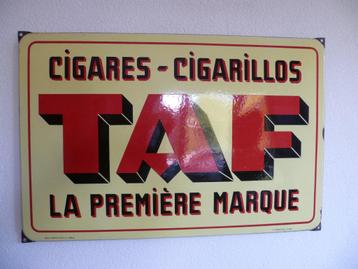 CIGARES - CIGARILLOS
TAF
LA PREMIÈRE MARQUE